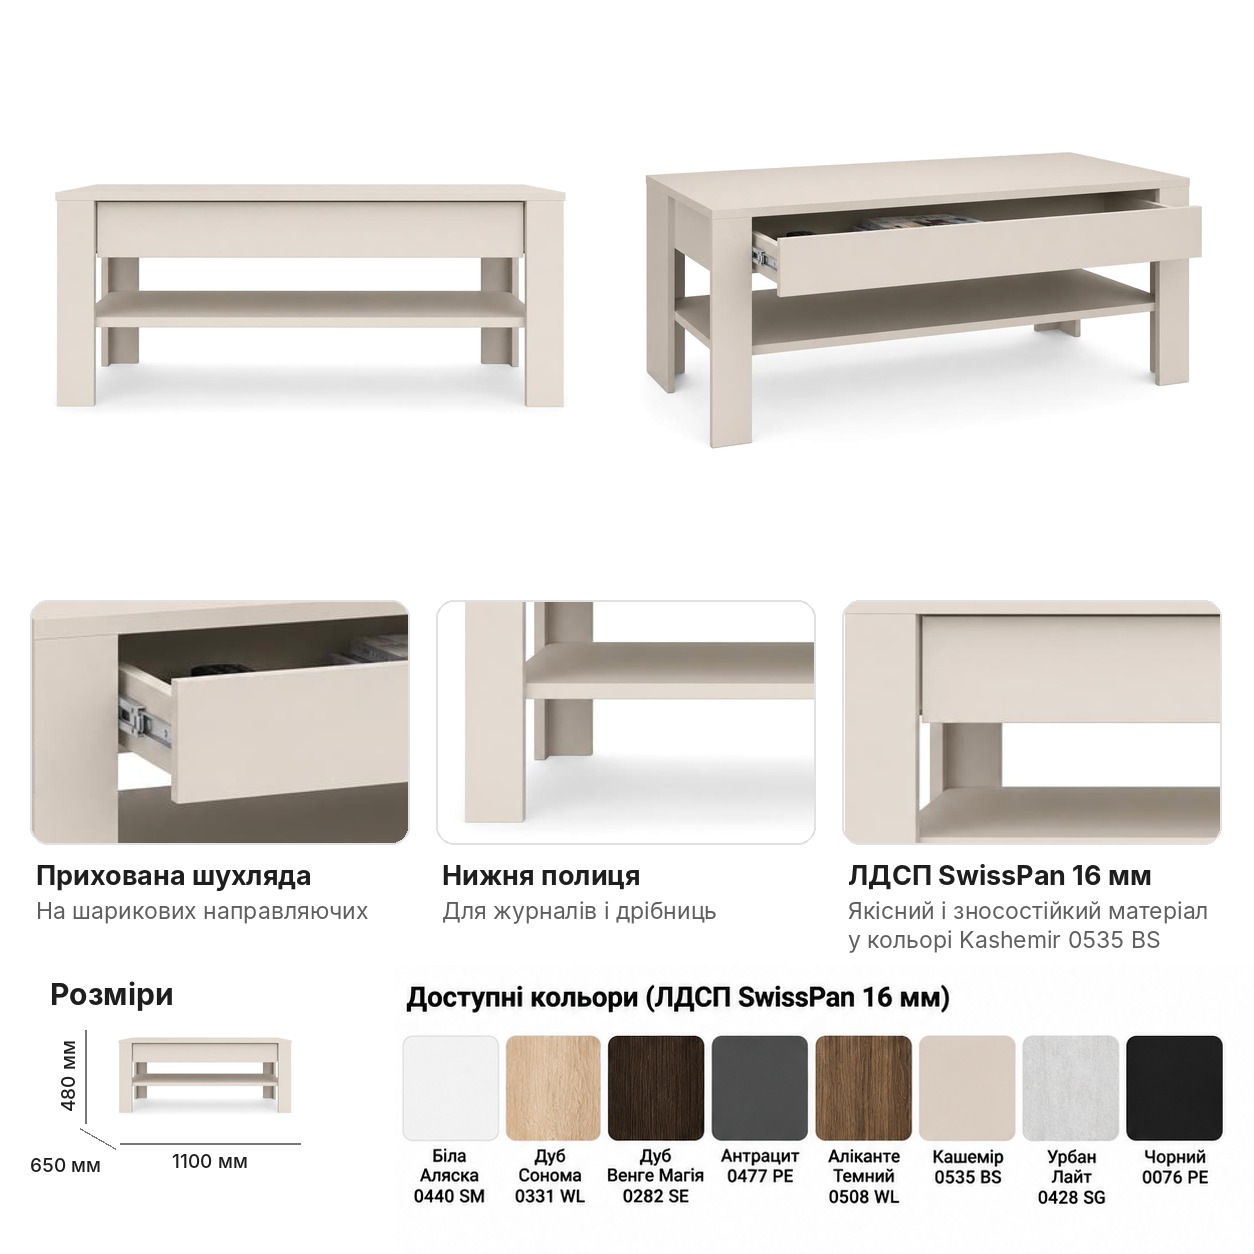 Прихована шухляда
На шарикових направляючих
Нижня полиця
Для журналів і дрібниць
ЛДСП SwissPan 16 мм
Якісний і зносостійкий матеріал
у кольорі Kashemir 0535 BS
Розміри
480 мм
650 мм
1100 мм
Доступні кольори (ЛДСП SwissPan 16 мм)
Біла
Аляска
0440 SM
Дуб
Сонома
0331 WL
Дуб
Венге Магія
0282 SE
Антрацит
0477 PE
Аліканте
Темний
0508 WL
Кашемір
0535 BS
Урбан
Лайт
0428 SG
Чорний
0076 PE